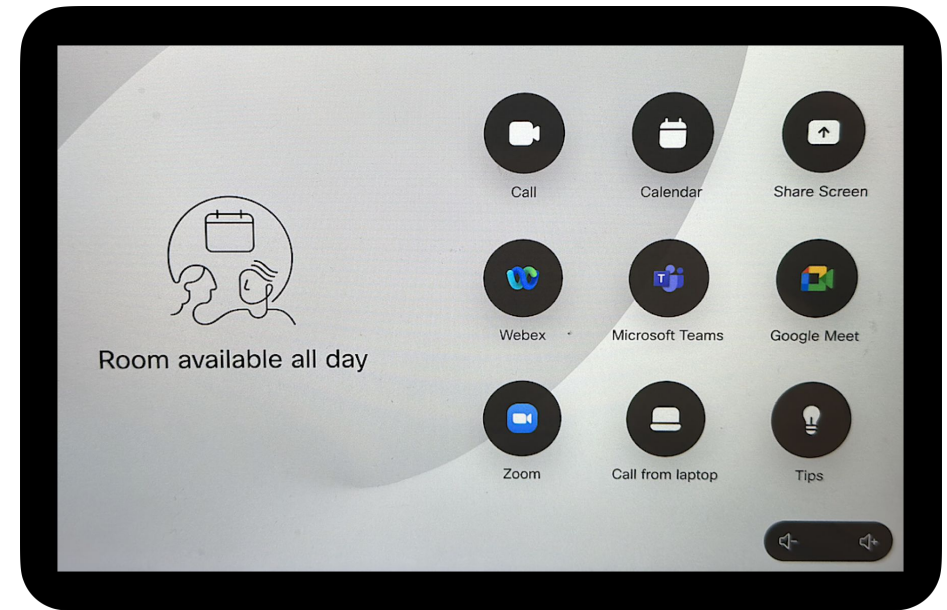 Call
Calendar
Share Screen
Room available all day
Webex
Microsoft Teams
Google Meet
Zoom
Call from laptop
Tips